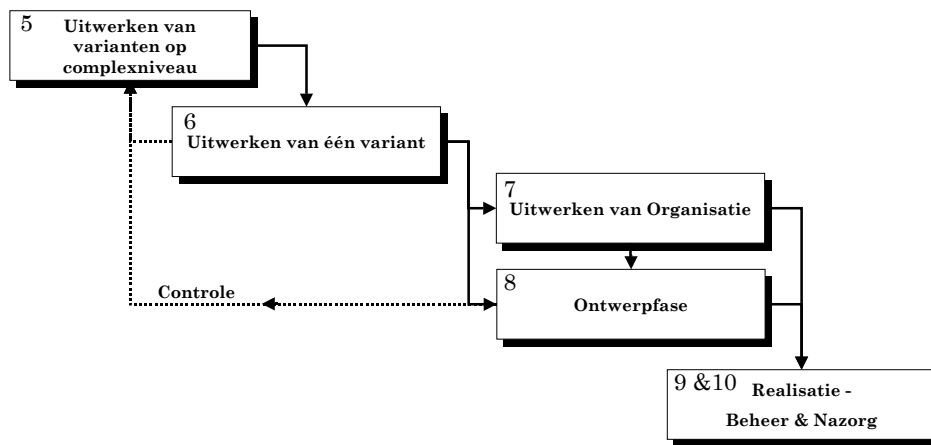 5
Uitwerken van
varianten op
complexniveau
6
Uitwerken van één variant
7
Uitwerken van Organisatie
8
Ontwerpfase
Controle
9 &10
Realisatie -
Beheer & Nazorg